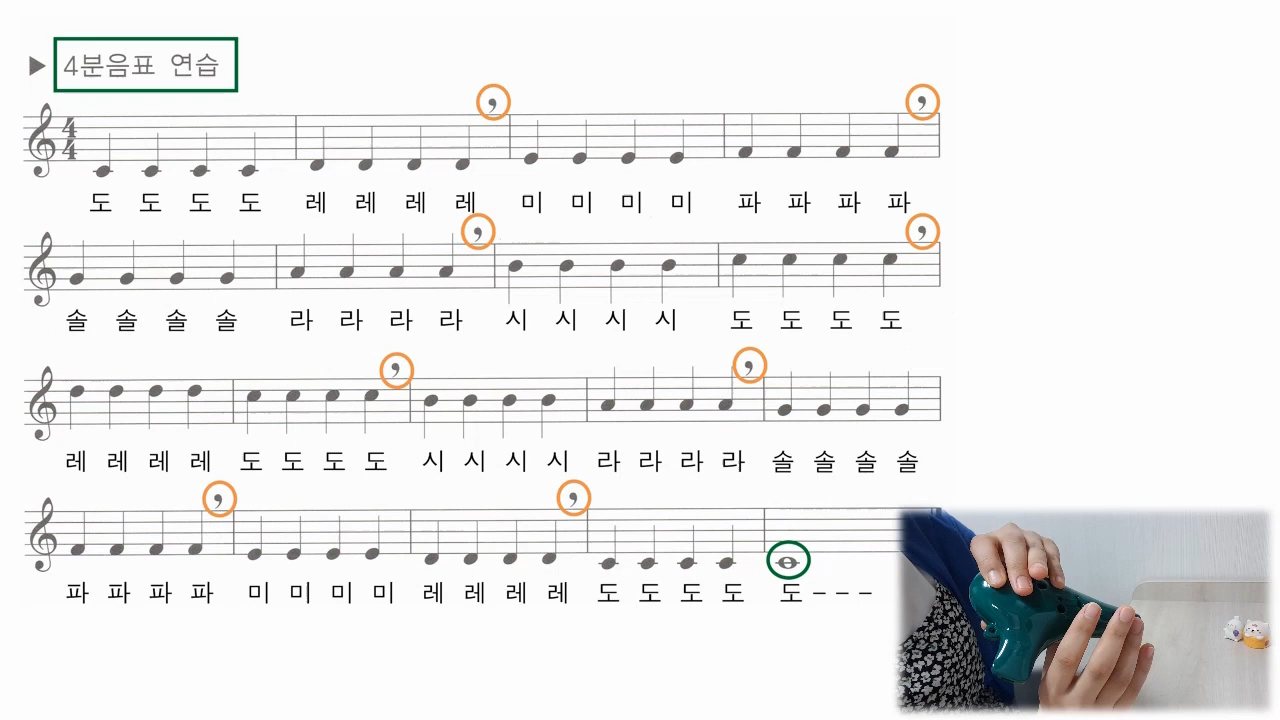 ▶ 4분음표 연습
4 4
도 도 도 도 레 레 레 레 미 미 미 미 파 파 파 파
솔 솔 솔 솔 라 라 라 라 시 시 시 시 도 도 도 도
레 레 레 레 도 도 도 도 시 시 시 시 라 라 라 라 솔 솔 솔 솔
파 파 파 파 미 미 미 미 레 레 레 레 도 도 도 도 도 – – –